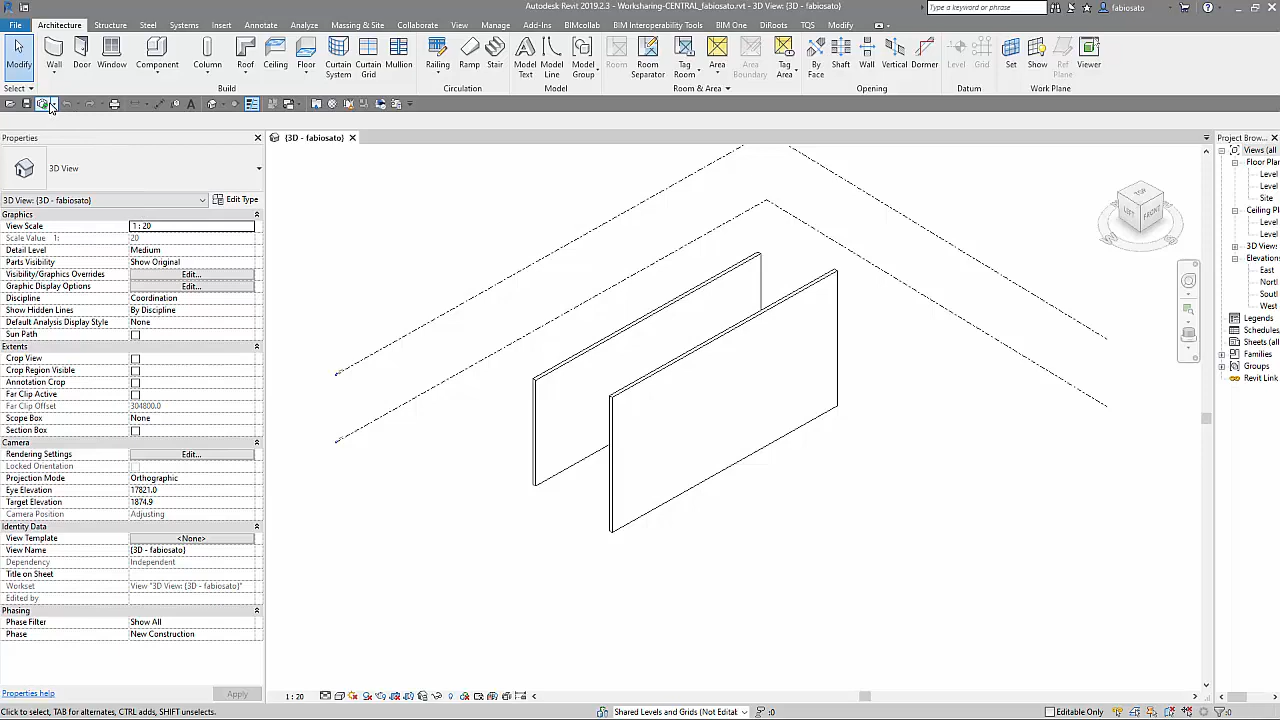 Autodesk Revit 2019.2.3 - Worksharing-CENTRAL_fabiosato.rvt - 3D View: {3D - fabiosato}
Type a keyword or phrase
fabiosato
File Architecture Structure Steel Systems Insert Annotate Analyze Massing & Site Collaborate View Manage Add-Ins BIMcollab BIM Interoperability Tools BIM One DiRoots TQS Modify
Modify Wall Door Window Component Column Roof Ceiling Floor Curtain System Curtain Grid Mullion Railing Ramp Stair Model Text Model Line Model Group Room Room Separator Tag Room Area Area Boundary Tag Area By Face Shaft Wall Vertical Dormer Level Grid Set Show Ref Plane Viewer
Select Build Circulation Model Room & Area Opening Datum Work Plane
Properties
{3D - fabiosato}
Project Brow...
3D View
3D View: {3D - fabiosato} Edit Type
Graphics
View Scale 1 : 20
Scale Value 1: 20
Detail Level Medium
Parts Visibility Show Original
Visibility/Graphics Overrides Edit...
Graphic Display Options Edit...
Discipline Coordination
Show Hidden Lines By Discipline
Default Analysis Display Style None
Sun Path
Extents
Crop View
Crop Region Visible
Annotation Crop
Far Clip Active
Far Clip Offset 304800.0
Scope Box None
Section Box
Camera
Rendering Settings Edit...
Locked Orientation
Projection Mode Orthographic
Eye Elevation 17821.0
Target Elevation 1874.9
Camera Position Adjusting
Identity Data
View Template <None>
View Name {3D - fabiosato}
Dependency Independent
Title on Sheet
Workset View "3D View: {3D - fabiosato}"
Edited by
Phasing
Phase Filter Show All
Phase New Construction
Properties help Apply
TOP
LEFT FRONT
Views (all
Floor Plan
Level
Level
Site
Ceiling Pl
Level
Level
3D Views
Elevations
East
Nort
Sout
West
Legends
Schedules
Sheets (all
Families
Groups
Revit Link
1 : 20
Click to select, TAB for alternates, CTRL adds, SHIFT unselects.
Shared Levels and Grids (Not Editat
:0
Editable Only
:0